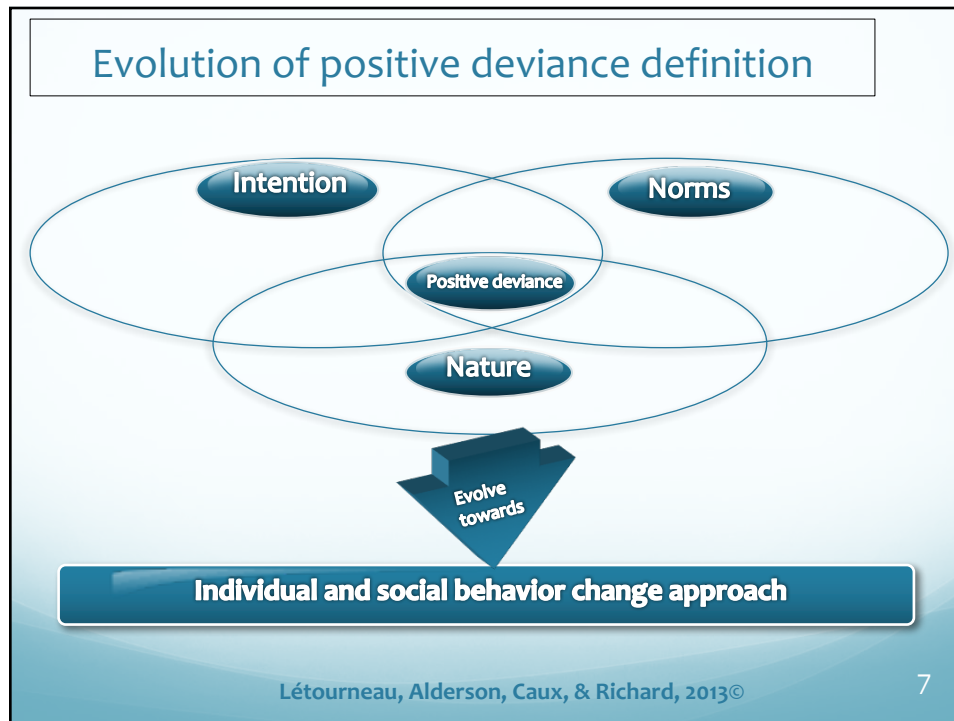 Evolution of positive deviance definition
Intention
Norms
Positive deviance
Nature
Evolve
towards
Individual and social behavior change approach
Létourneau, Alderson, Caux, & Richard, 2013©
7